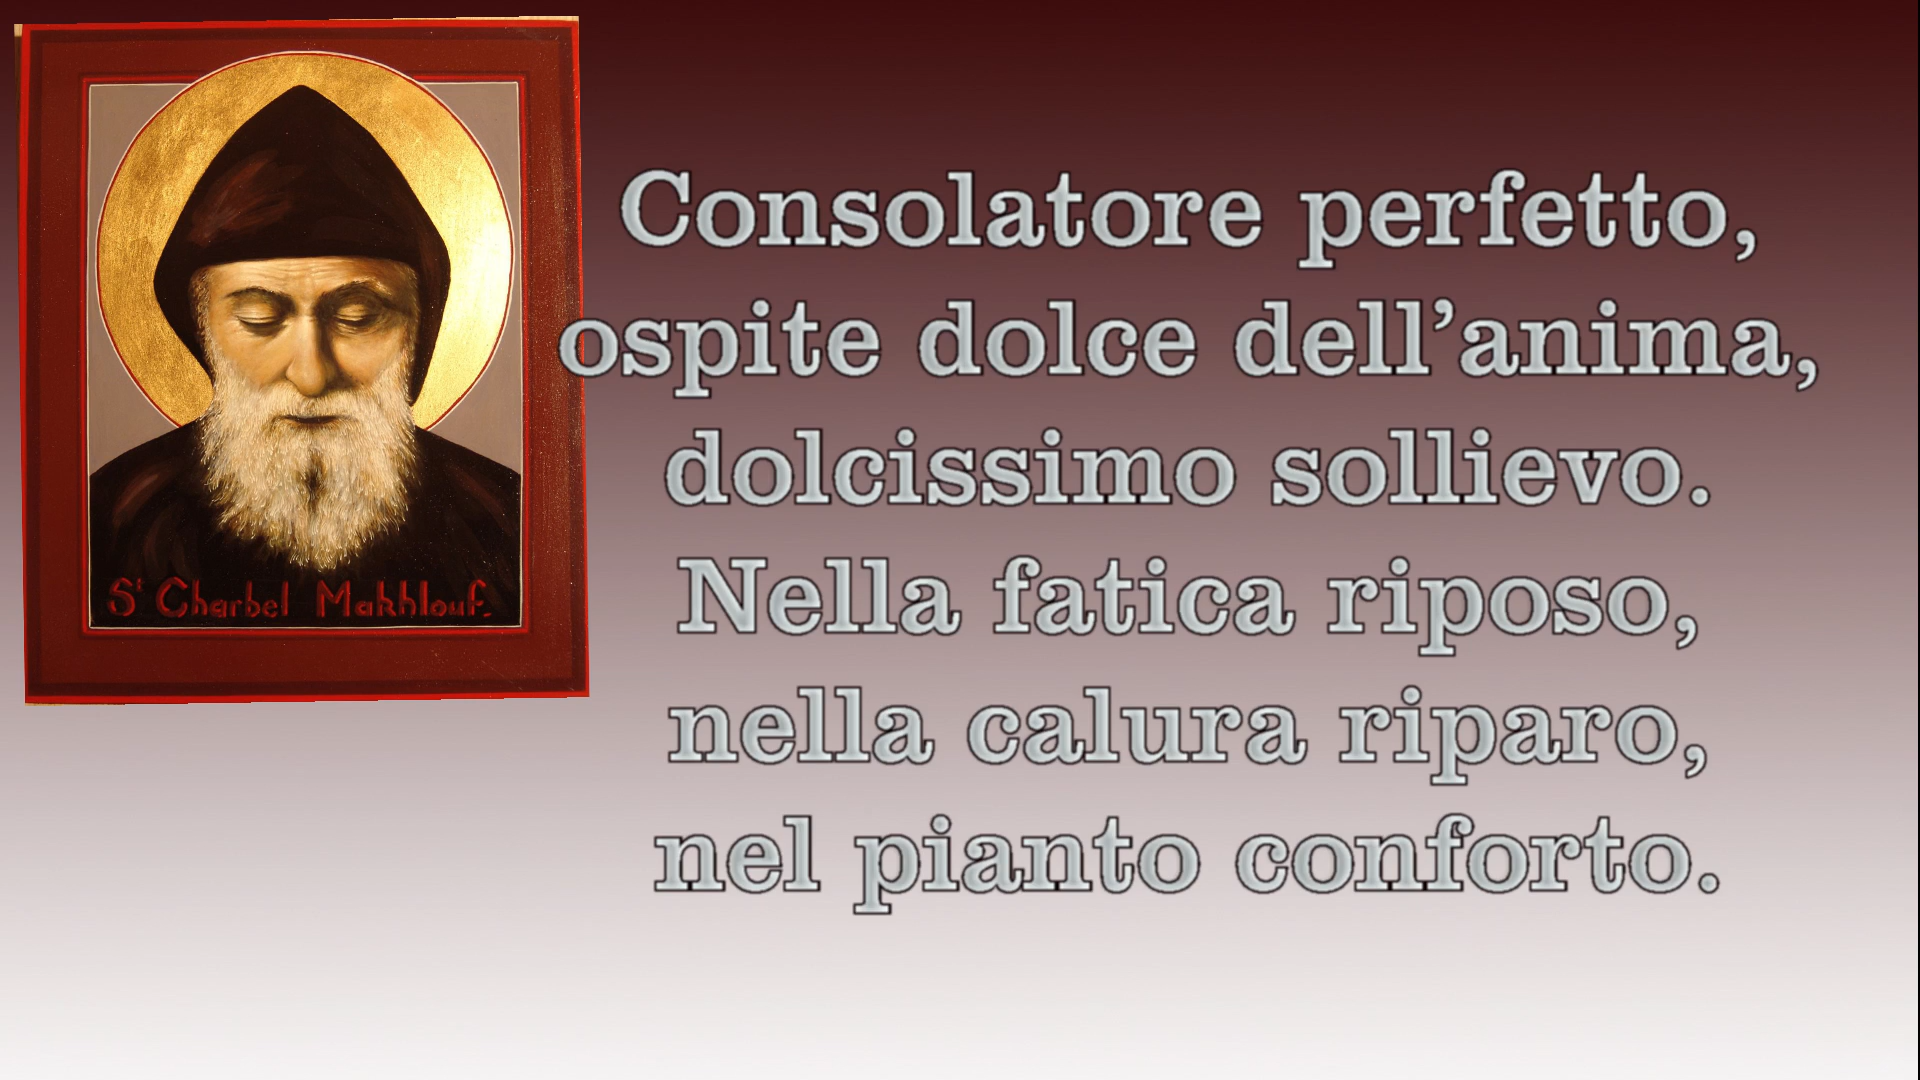 St Charbel Makhlouf
Consolatore perfetto,
ospite dolce dell’anima,
dolcissimo sollievo.
Nella fatica riposo,
nella calura riparo,
nel pianto conforto.